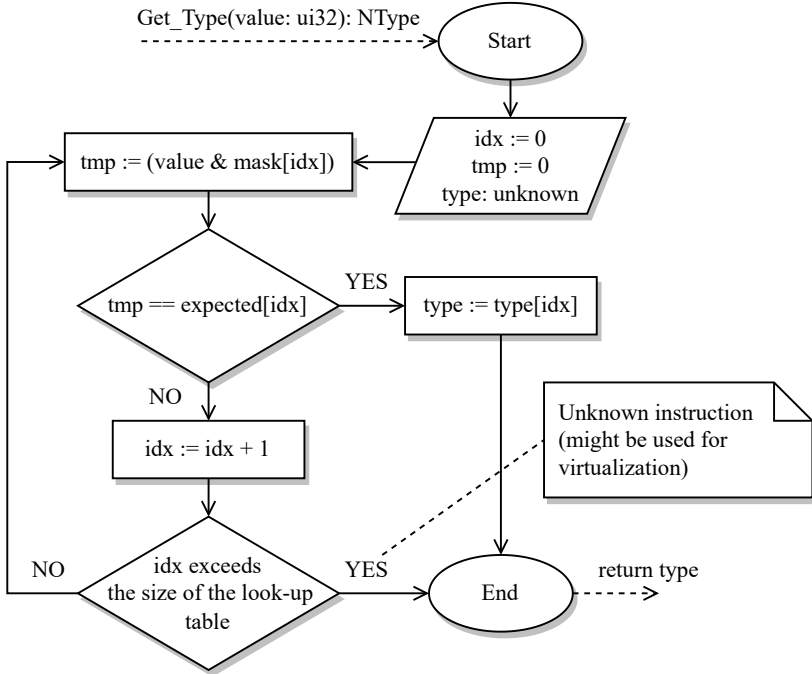 Get_Type(value: ui32): NType
Start
idx := 0
tmp := 0
type: unknown
tmp := (value & mask[idx])
tmp == expected[idx]
YES
type := type[idx]
NO
idx := idx + 1
Unknown instruction
(might be used for
virtualization)
NO
idx exceeds
the size of the look-up
table
YES
End
return type